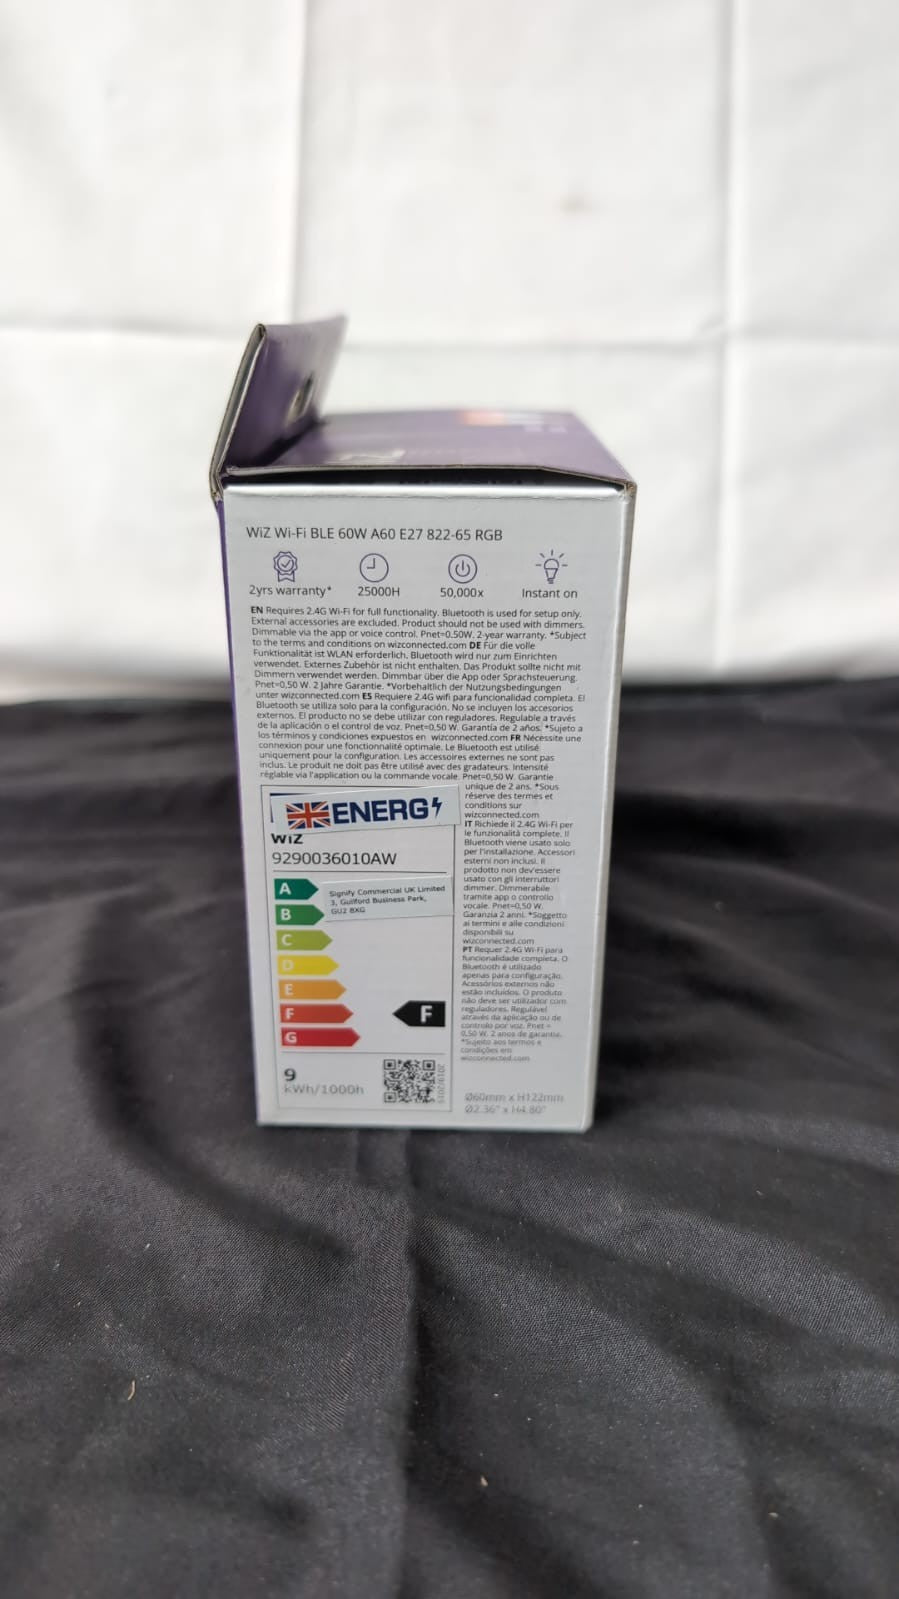 WiZ Wi-Fi BLE 60W A60 E27 822-65 RGB
2yrs warranty* 25000H 50,000x Instant on
EN Requires 2.4G Wi-Fi for full functionality. Bluetooth is used for setup only.
External accessories are excluded. Product should not be used with dimmers.
Dimmable via the app or voice control. Pnet=0.50W. 2-year warranty. *Subject
to the terms and conditions on wizconnected.com DE Für die volle
Funktionalität ist WLAN erforderlich. Bluetooth wird nur zum Einrichten
verwendet. Externes Zubehör ist nicht enthalten. Das Produkt sollte nicht mit
Dimmern verwendet werden. Dimmbar über die App oder Sprachsteuerung.
Pnet=0,50 W. 2 Jahre Garantie. *Vorbehaltlich der Nutzungsbedingungen
unter wizconnected.com ES Requiere 2.4G wifi para funcionalidad completa. El
Bluetooth se utiliza solo para la configuración. No se incluyen los accesorios
externos. El producto no se debe utilizar con reguladores. Regulable a través
de la aplicación o el control de voz. Pnet=0,50 W. Garantía de 2 años. *Sujeto a
los términos y condiciones expuestos en wizconnected.com FR Nécessite une
connexion pour une fonctionnalité optimale. Le Bluetooth est utilisé
uniquement pour la configuration. Les accessoires externes ne sont pas
inclus. Le produit ne doit pas être utilisé avec des gradateurs. Intensité
réglable via l'application ou la commande vocale. Pnet=0,50 W. Garantie
unique de 2 ans. *Sous
réserve des termes et
conditions sur
wizconnected.com
IT Richiede il 2.4G Wi-Fi per
le funzionalità complete. Il
Bluetooth viene usato solo
per l'installazione. Accessori
esterni non inclusi. Il
prodotto non dev'essere
usato con gli interruttori
dimmer. Dimmerabile
tramite app o controllo
vocale. Pnet=0,50 W.
Garanzia 2 anni. *Soggetto
ai termini e alle condizioni
disponibili su
wizconnected.com
PT Requer 2.4G Wi-Fi para
funcionalidade completa. O
Bluetooth é utilizado
apenas para configuração.
Acessórios externos não
estão incluídos. O produto
não deve ser utilizador com
reguladores. Regulável
através da aplicação ou de
controlo por voz. Pnet =
0,50 W. 2 anos de garantia.
*Sujeito aos termos e
condições em
wizconnected.com
ENERG
WiZ
9290036010AW
Signify Commercial UK Limited
3, Guilford Business Park,
GU2 8XG
A
B
C
D
E
F
G
F
9
kWh/1000h
2019/2015
Ø60mm x H122mm
Ø2.36" x H4.80"